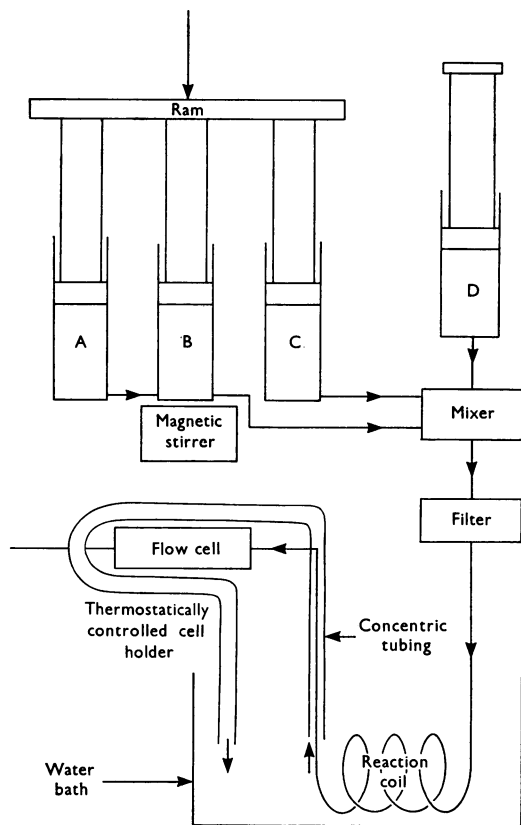 Ram
A
B
C
D
Magnetic
stirrer
Mixer
Filter
Flow cell
Thermostatically
controlled cell
holder
Concentric
tubing
Water
bath
Reaction
coil